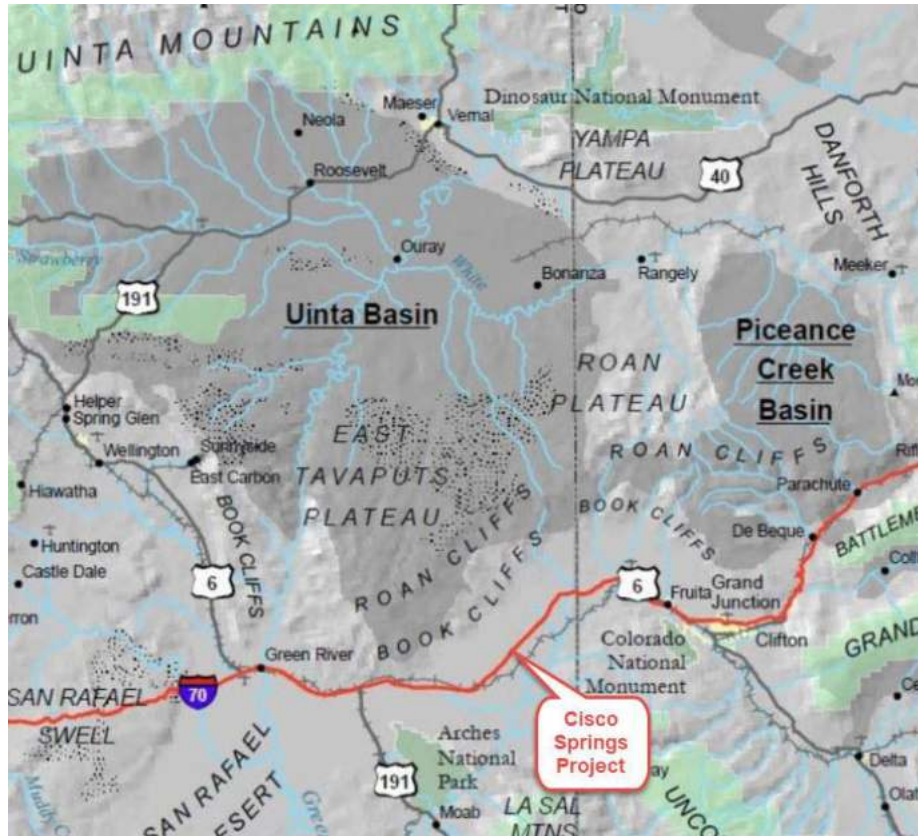 UINTA MOUNTAINS
Maeser
Vernal
Neola
Roosevelt
Dinosaur National Monument
YAMPA
PLATEAU
40
DANFORTH
HILLS
Strawberry
Ouray
White
Bonanza
Rangely
Meeker
191
Uinta Basin
Piceance
Creek
Basin
ROAN
PLATEAU
Helper
Spring Glen
Wellington
Sunnyside
East Carbon
Hiawatha
EAST
TAVAPUTS
PLATEAU
ROAN CLIFFS
Parachute
BOOK CLIFFS
BOOK CLIFFS
De Beque
BATTLEM
Huntington
Castle Dale
rron
6
ROAN CLIFFS
BOOK CLIFFS
6
Fruita
Grand
Junction
Clifton
Colorado
National
Monument
GRAND
Green River
70
SAN RAFAEL
SWELL
Cisco
Springs
Project
Arches
National
Park
191
Moab
SAN RAFAEL
DESERT
LA SAL
MTNS
UNCO
Delta
Olat